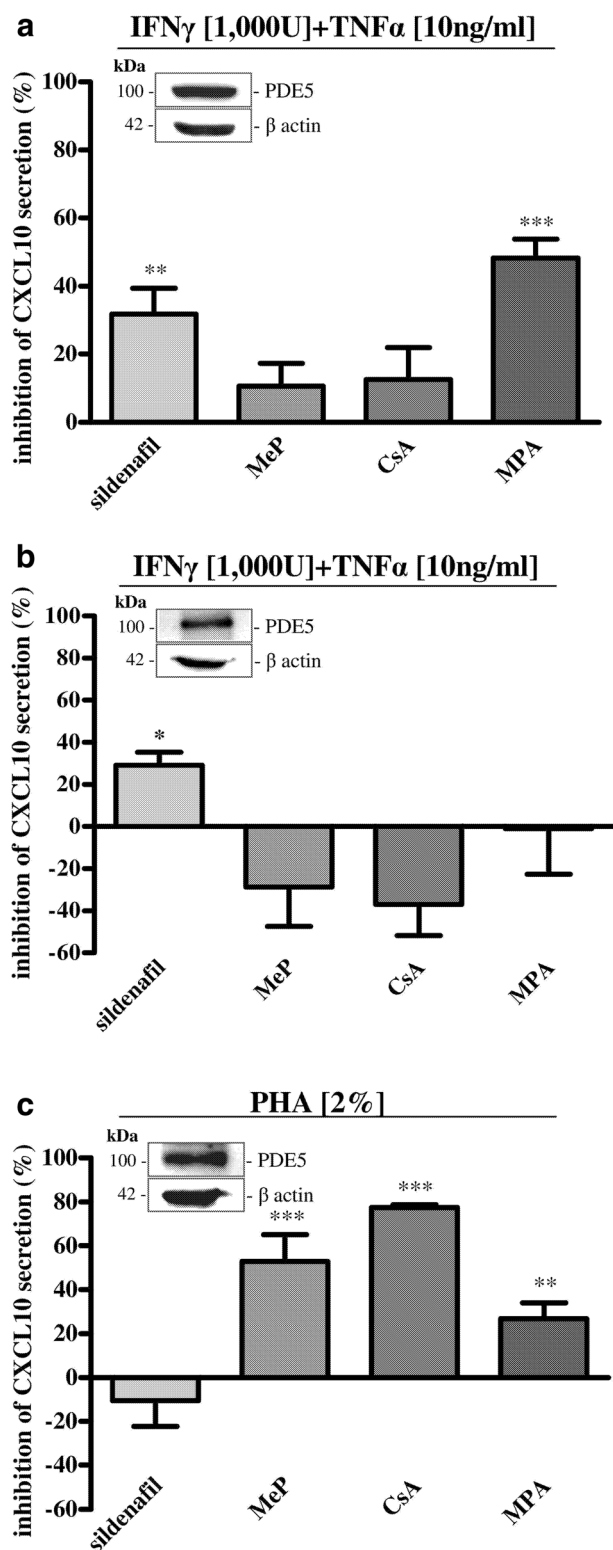 a
IFNγ [1,000U]+TNFα [10ng/ml]
inhibition of CXCL10 secretion (%)
100
80
60
40
20
0
kDa
100 - - PDE5
42 - - β actin
**
***
sildenafil
MeP
CsA
MPA
b
IFNγ [1,000U]+TNFα [10ng/ml]
inhibition of CXCL10 secretion (%)
100
80
60
40
20
0
-20
-40
-60
kDa
100 - - PDE5
42 - - β actin
*
sildenafil
MeP
CsA
MPA
c
PHA [2%]
inhibition of CXCL10 secretion (%)
100
80
60
40
20
0
-20
-40
-60
kDa
100 - - PDE5
42 - - β actin
***
***
**
sildenafil
MeP
CsA
MPA